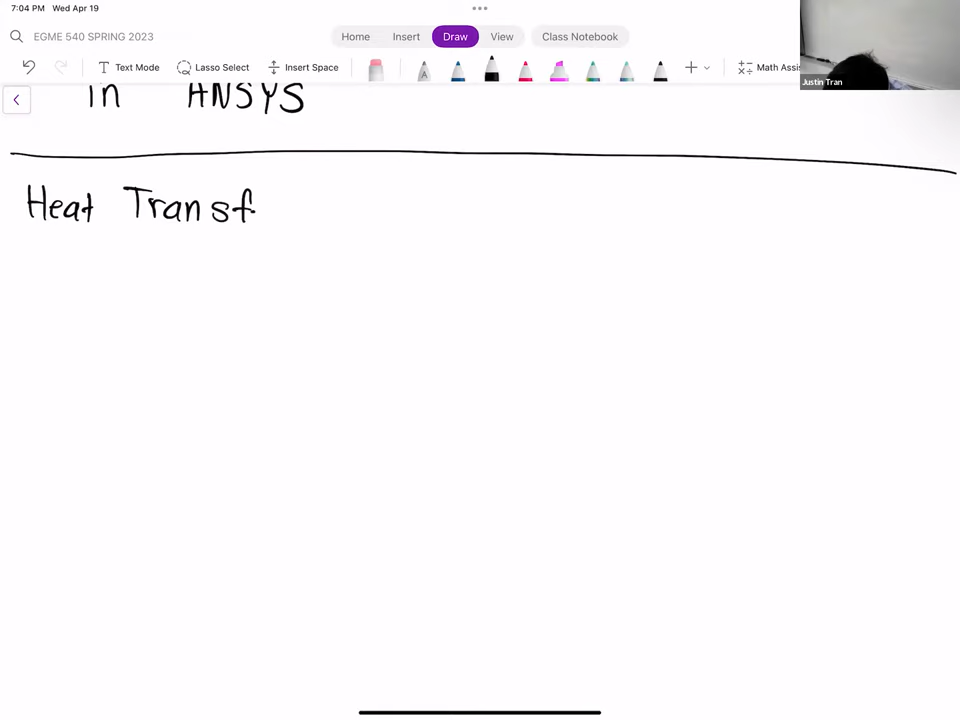 7:04 PM Wed Apr 19
EGME 540 SPRING 2023
Home Insert Draw View Class Notebook
Text Mode Lasso Select Insert Space A Math Assis
Justin Tran
in ANSYS
Heat Transf